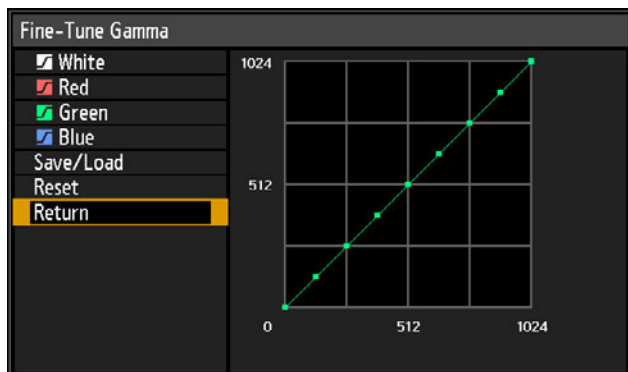 Fine-Tune Gamma
White
Red
Green
Blue
Save/Load
Reset
Return
1024
512
0
512
1024